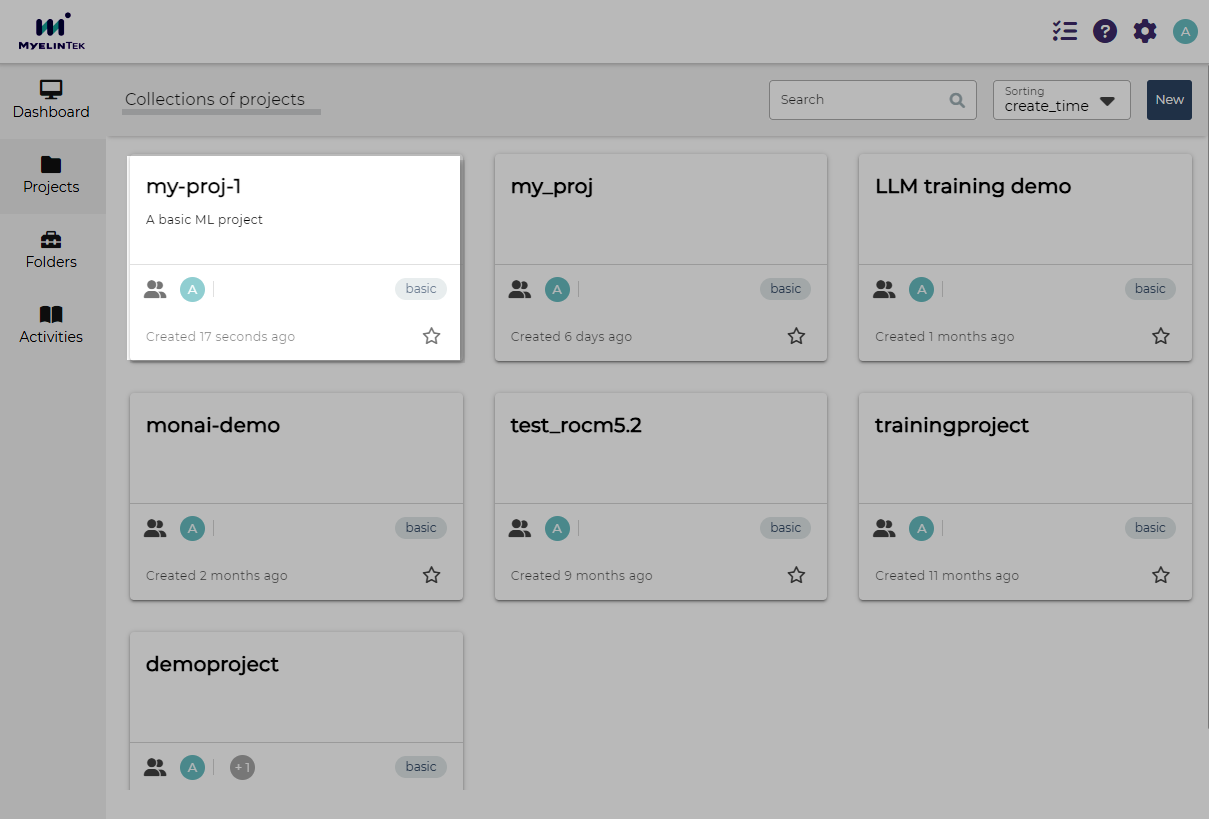 MYELINTEK
?
A
Dashboard
Projects
Folders
Activities
Collections of projects
Search
Sorting
create_time
New
my-proj-1
A basic ML project
A
basic
Created 17 seconds ago
my_proj
A
basic
Created 6 days ago
LLM training demo
A
basic
Created 1 months ago
monai-demo
A
basic
Created 2 months ago
test_rocm5.2
A
basic
Created 9 months ago
trainingproject
A
basic
Created 11 months ago
demoproject
A
+1
basic